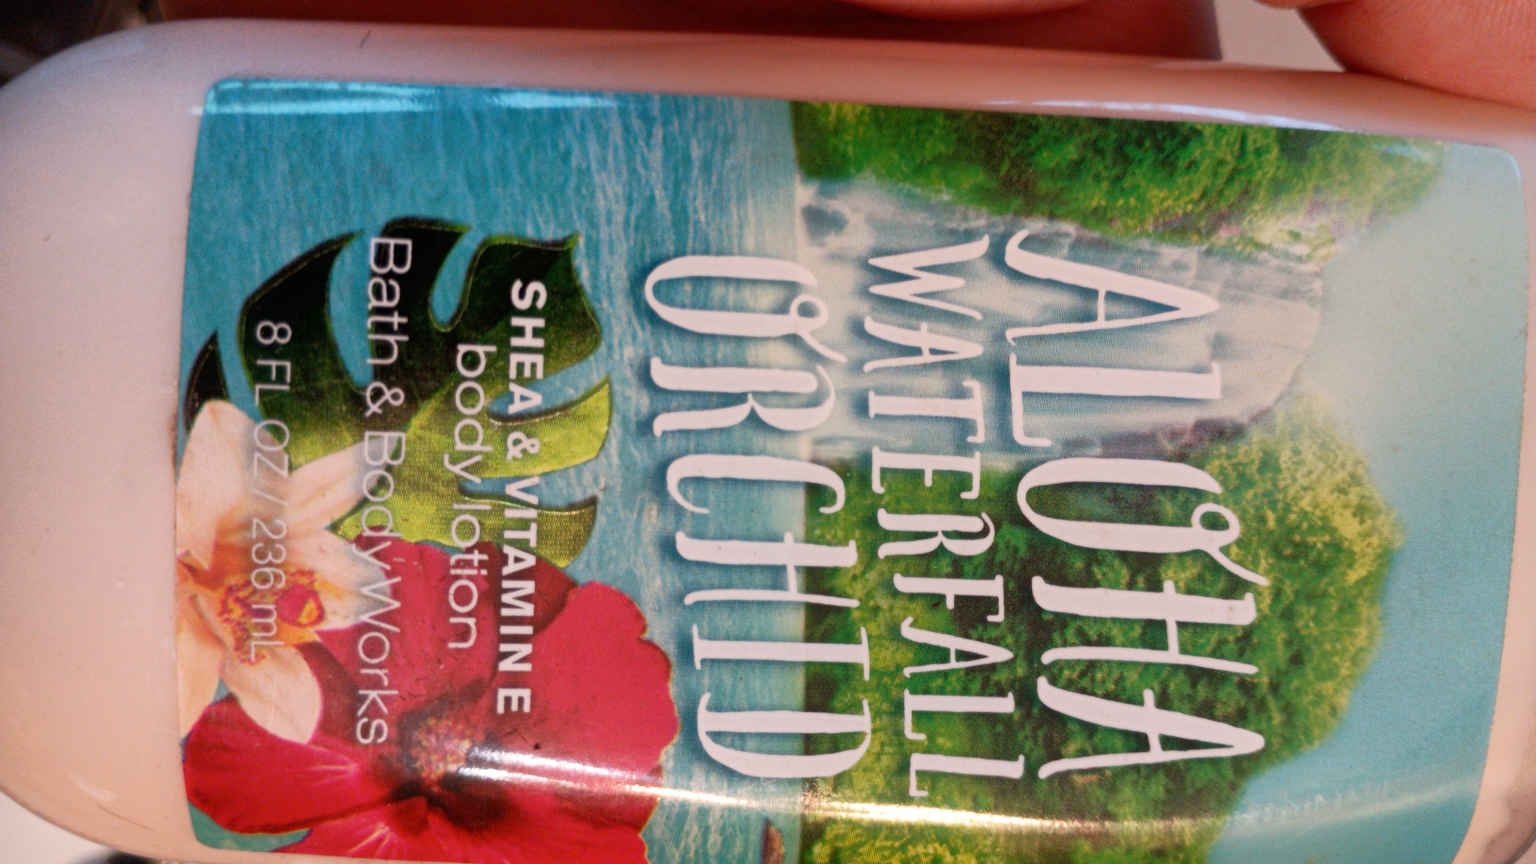 ALOHA
WATERFALL
ORCHID
SHEA & VITAMIN E
body lotion
Bath & Body Works
8 FL OZ / 236 mL